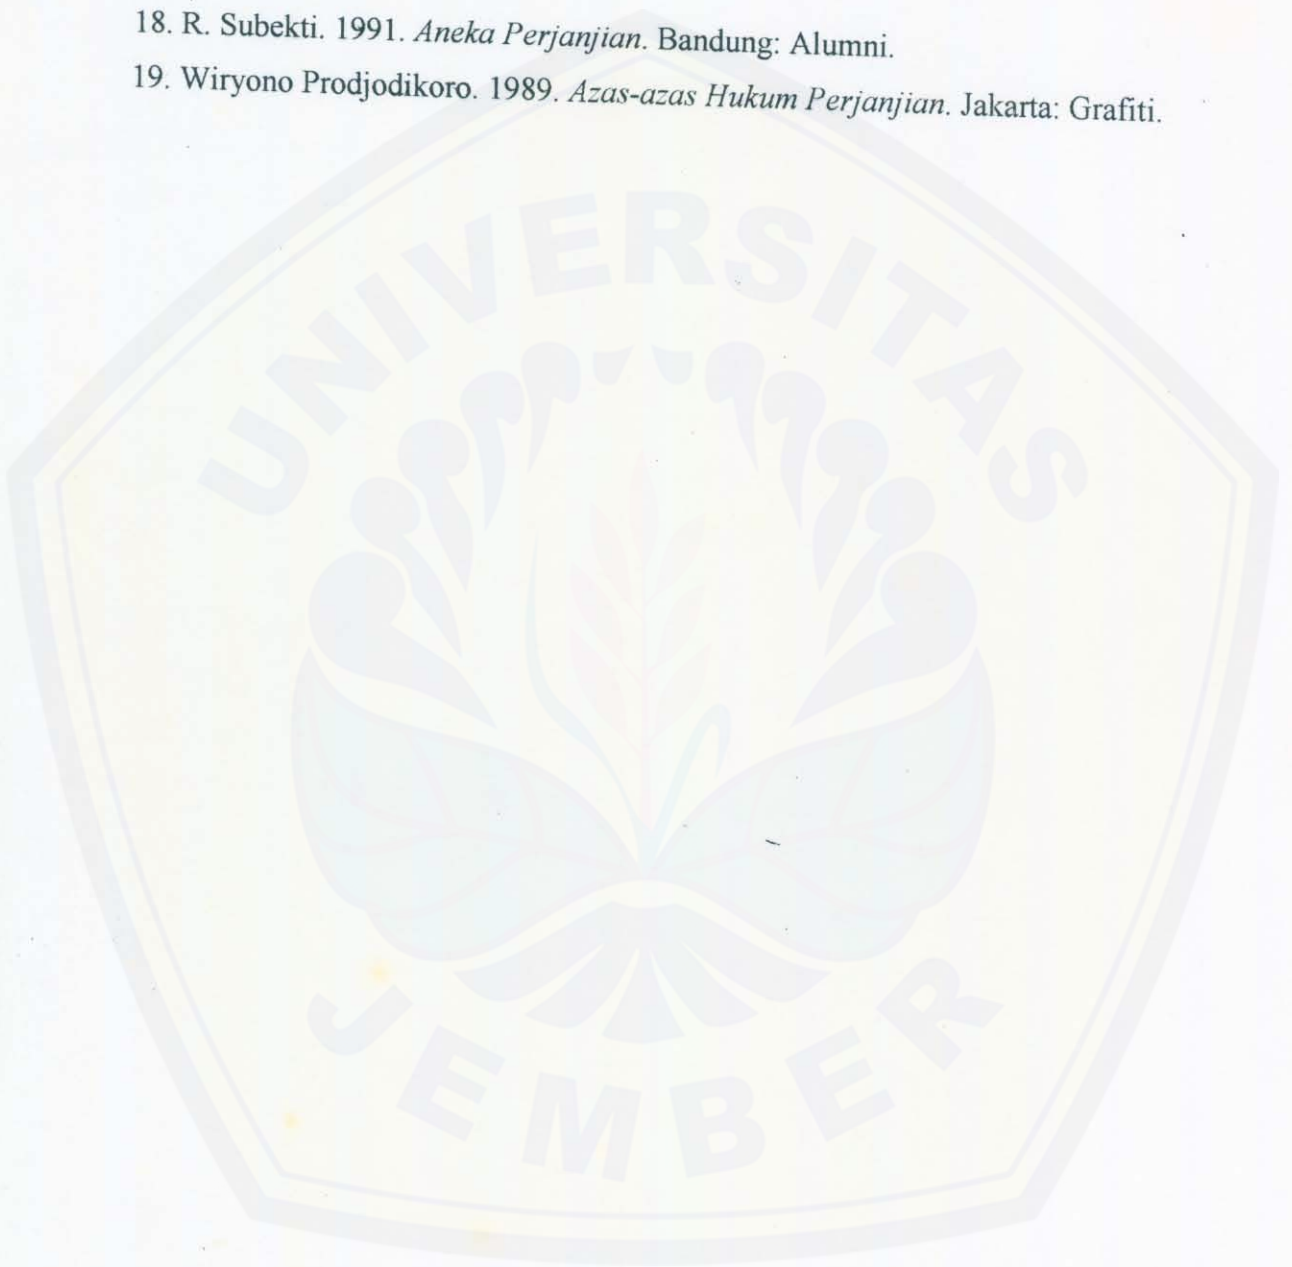 18. R. Subekti. 1991. Aneka Perjanjian. Bandung: Alumni.
19. Wiryono Prodjodikoro. 1989. Azas-azas Hukum Perjanjian. Jakarta: Grafiti.
UNIVERSITAS
JEMBER